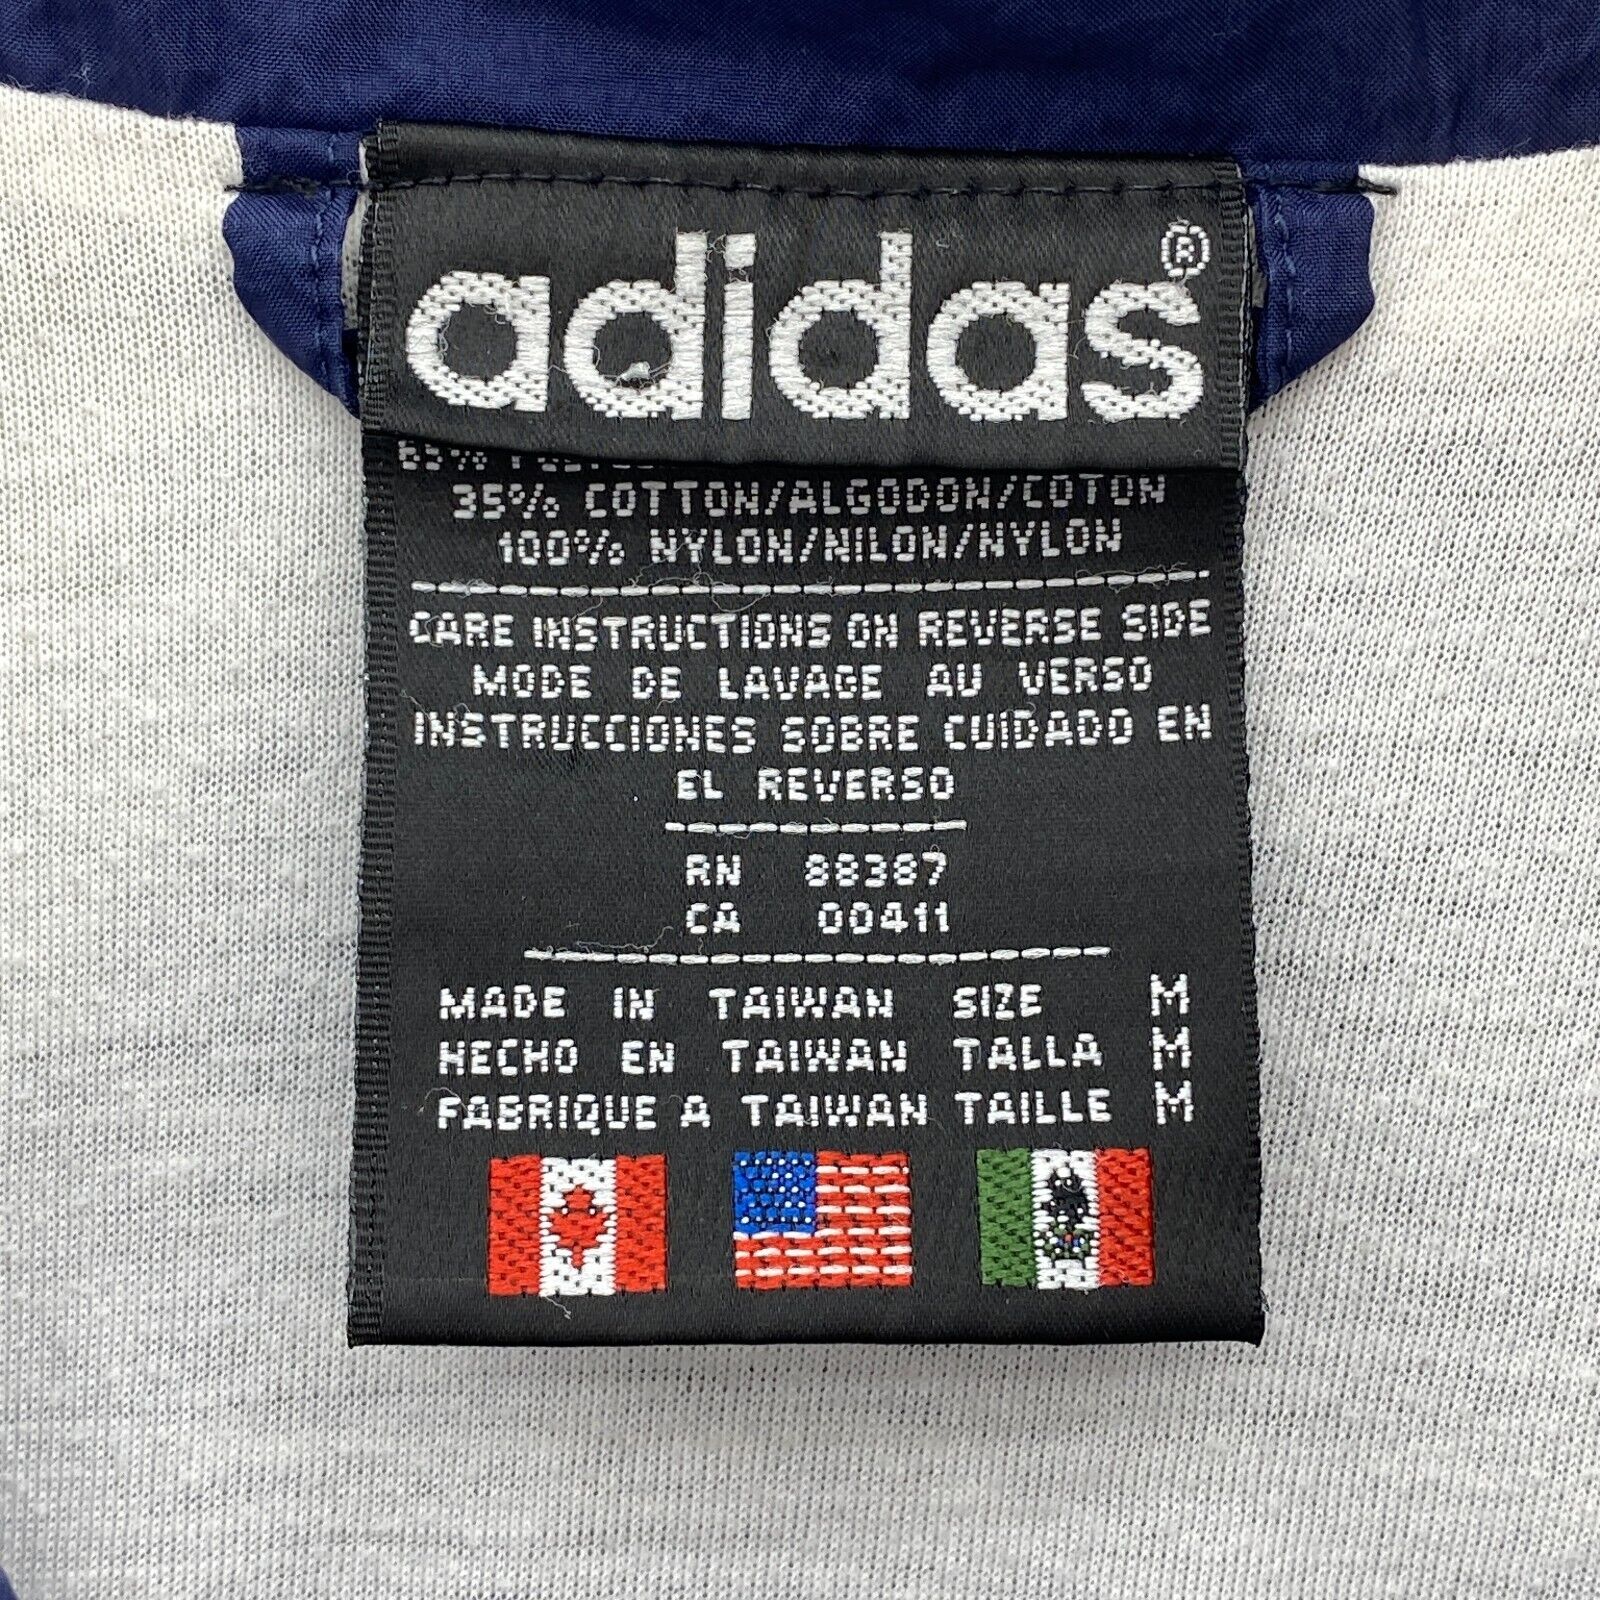 adidas®
35% COTTON/ALGODON/COTON
100% NYLON/NILON/NYLON
CARE INSTRUCTIONS ON REVERSE SIDE
MODE DE LAVAGE AU VERSO
INSTRUCCIONES SOBRE CUIDADO EN
EL REVERSO
RN 88387
CA 00411
MADE IN TAIWAN SIZE M
HECHO EN TAIWAN TALLA M
FABRIQUE A TAIWAN TAILLE M